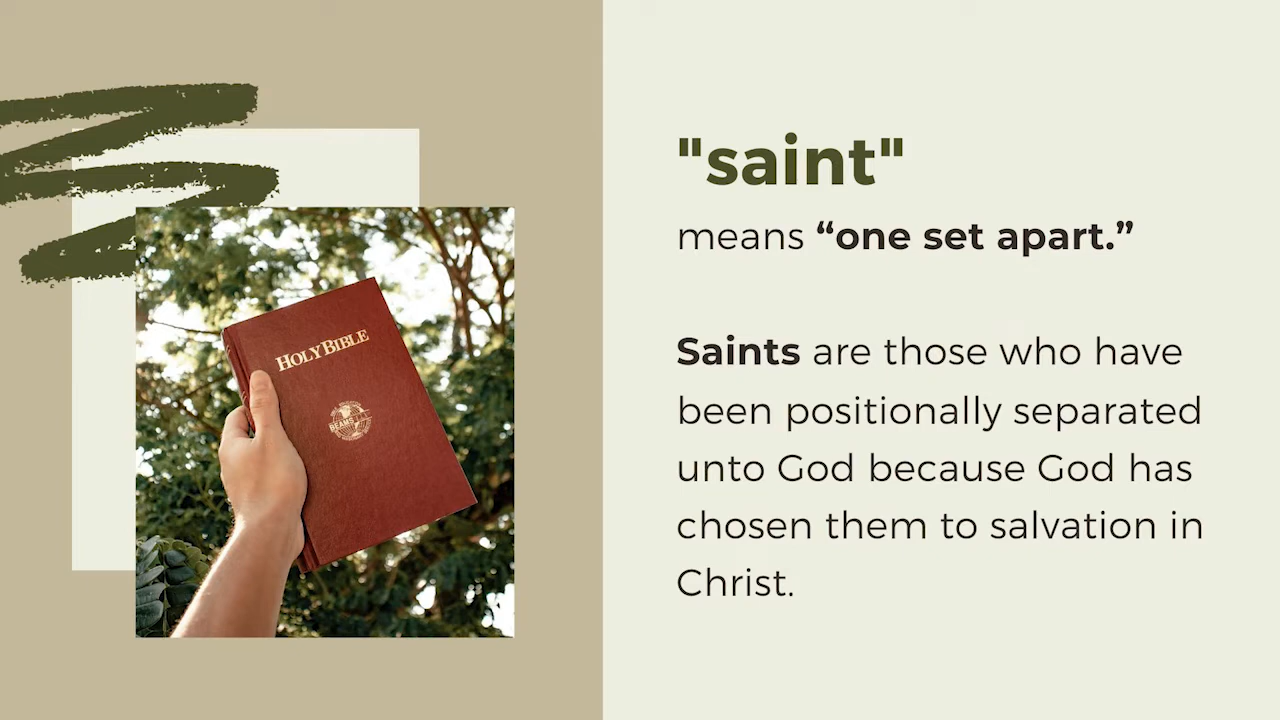 HOLY BIBLE
BEAMS
"saint"
means “one set apart.”
Saints are those who have
been positionally separated
unto God because God has
chosen them to salvation in
Christ.